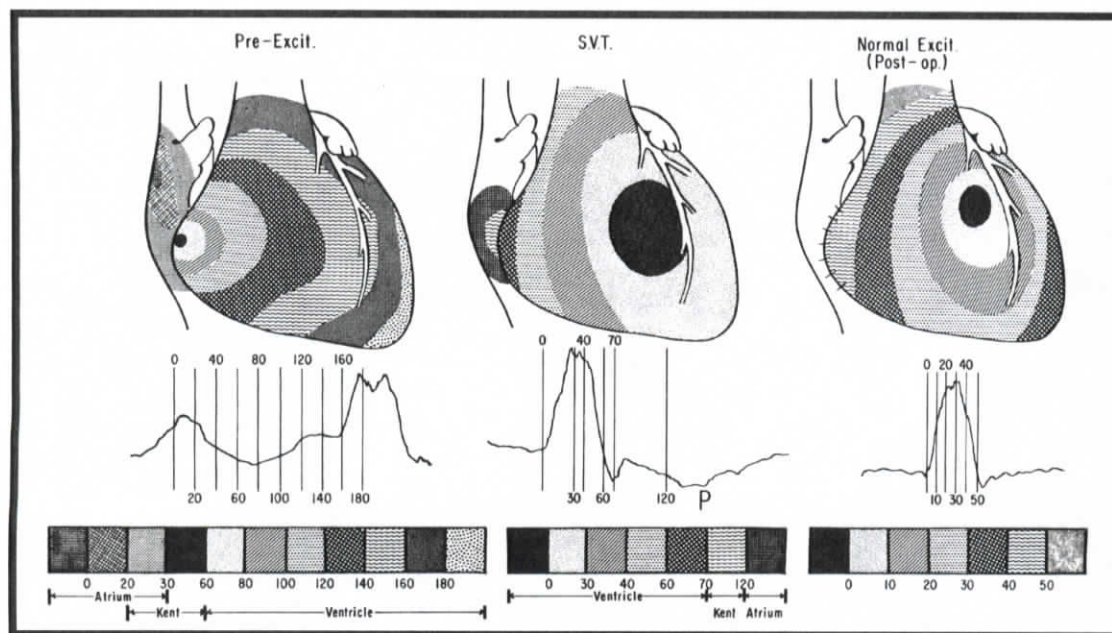 Pre-Excit.
S.V.T.
Normal Excit.
(Post-op.)
0 40 80 120 160
20 60 100 140 180
0 40 70
30 60 120 P
0 20 40
10 30 50
0 20 30 60 80 100 120 140 160 180
Atrium
Kent Ventricle
0 30 40 60 70 120
Ventricle Kent Atrium
0 10 20 30 40 50